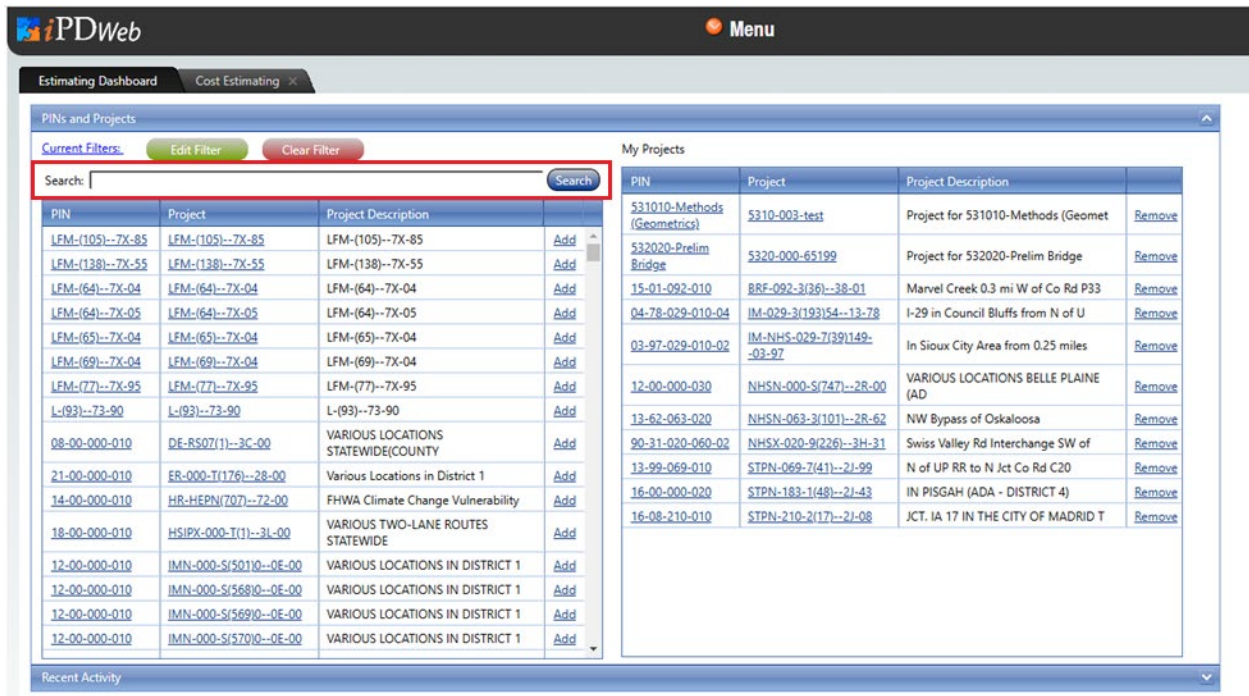 iPDWeb
Menu
Estimating Dashboard Cost Estimating ×
PINs and Projects
Current Filters: Edit Filter Clear Filter
Search: Search
PIN Project Project Description
LFM-(105)--7X-85 LFM-(105)--7X-85 LFM-(105)--7X-85 Add
LFM-(138)--7X-55 LFM-(138)--7X-55 LFM-(138)--7X-55 Add
LFM-(64)--7X-04 LFM-(64)--7X-04 LFM-(64)--7X-04 Add
LFM-(64)--7X-05 LFM-(64)--7X-05 LFM-(64)--7X-05 Add
LFM-(65)--7X-04 LFM-(65)--7X-04 LFM-(65)--7X-04 Add
LFM-(69)--7X-04 LFM-(69)--7X-04 LFM-(69)--7X-04 Add
LFM-(77)--7X-95 LFM-(77)--7X-95 LFM-(77)--7X-95 Add
L-(93)--73-90 L-(93)--73-90 L-(93)--73-90 Add
08-00-000-010 DE-RS07(1)--3C-00 VARIOUS LOCATIONS
STATEWIDE(COUNTY Add
21-00-000-010 ER-000-T(176)--28-00 Various Locations in District 1 Add
14-00-000-010 HR-HEPN(707)--72-00 FHWA Climate Change Vulnerability Add
18-00-000-010 HSIPX-000-T(1)--3L-00 VARIOUS TWO-LANE ROUTES
STATEWIDE Add
12-00-000-010 IMN-000-S(501)0--0E-00 VARIOUS LOCATIONS IN DISTRICT 1 Add
12-00-000-010 IMN-000-S(568)0--0E-00 VARIOUS LOCATIONS IN DISTRICT 1 Add
12-00-000-010 IMN-000-S(569)0--0E-00 VARIOUS LOCATIONS IN DISTRICT 1 Add
12-00-000-010 IMN-000-S(570)0--0E-00 VARIOUS LOCATIONS IN DISTRICT 1 Add
My Projects
PIN Project Project Description
531010-Methods
(Geometrics) 5310-003-test Project for 531010-Methods (Geomet Remove
532020-Prelim
Bridge 5320-000-65199 Project for 532020-Prelim Bridge Remove
15-01-092-010 BRF-092-3(36)--38-01 Marvel Creek 0.3 mi W of Co Rd P33 Remove
04-78-029-010-04 IM-029-3(193)54--13-78 I-29 in Council Bluffs from N of U Remove
03-97-029-010-02 IM-NHS-029-7(39)149-
-03-97 In Sioux City Area from 0.25 miles Remove
12-00-000-030 NHSN-000-S(747)--2R-00 VARIOUS LOCATIONS BELLE PLAINE
(AD Remove
13-62-063-020 NHSN-063-3(101)--2R-62 NW Bypass of Oskaloosa Remove
90-31-020-060-02 NHSX-020-9(226)--3H-31 Swiss Valley Rd Interchange SW of Remove
13-99-069-010 STPN-069-7(41)--2J-99 N of UP RR to N Jct Co Rd C20 Remove
16-00-000-020 STPN-183-1(48)--2J-43 IN PISGAH (ADA - DISTRICT 4) Remove
16-08-210-010 STPN-210-2(17)--2J-08 JCT. IA 17 IN THE CITY OF MADRID T Remove
Recent Activity